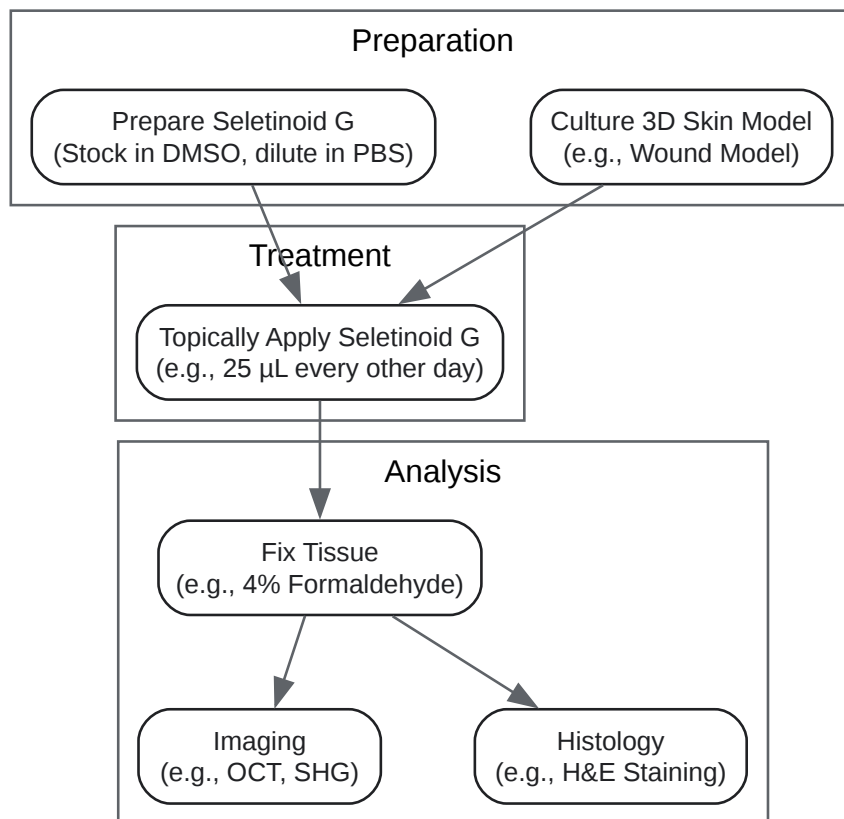 Preparation
Prepare Seletinoid G
(Stock in DMSO, dilute in PBS)
Culture 3D Skin Model
(e.g., Wound Model)
Treatment
Topically Apply Seletinoid G
(e.g., 25 µL every other day)
Analysis
Fix Tissue
(e.g., 4% Formaldehyde)
Imaging
(e.g., OCT, SHG)
Histology
(e.g., H&E Staining)